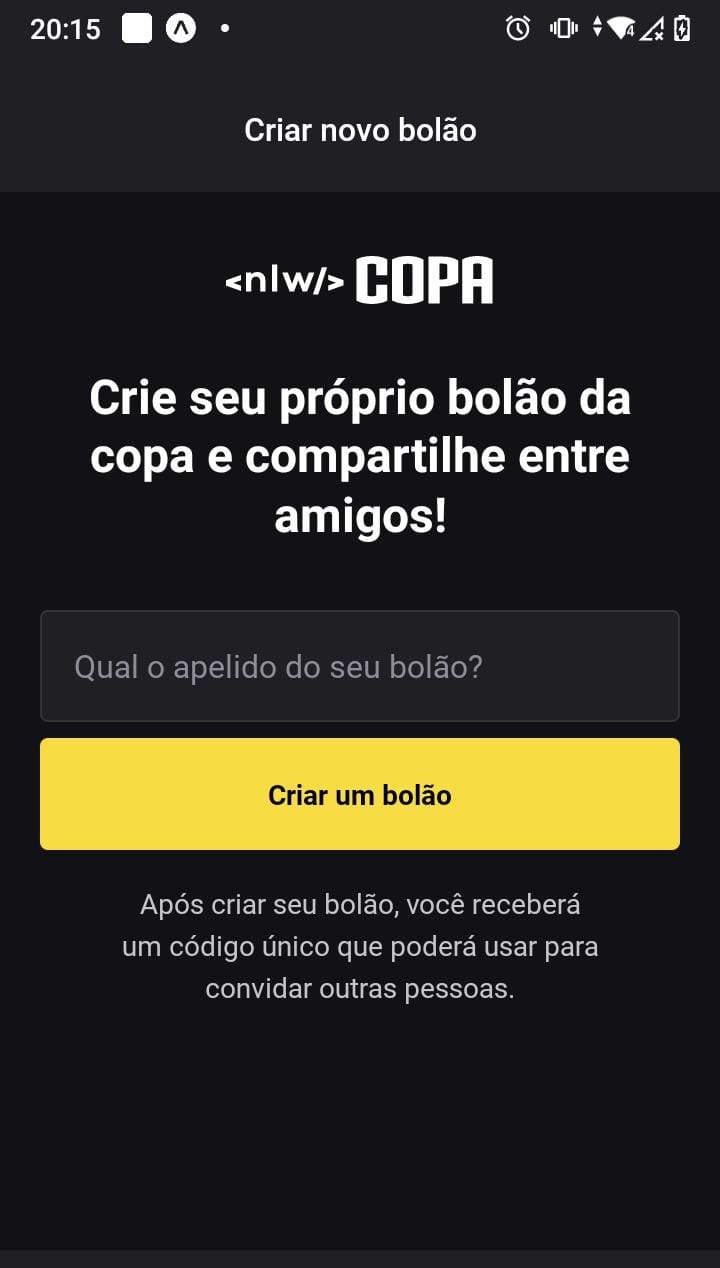 20:15
4
Criar novo bolão
<nlw/> COPA
Crie seu próprio bolão da
copa e compartilhe entre
amigos!
Qual o apelido do seu bolão?
Criar um bolão
Após criar seu bolão, você receberá
um código único que poderá usar para
convidar outras pessoas.